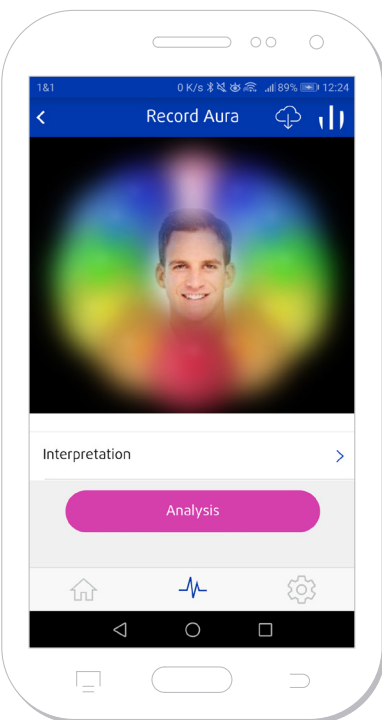 1&1 0 K/s 89% 12:24
Record Aura
Interpretation
Analysis